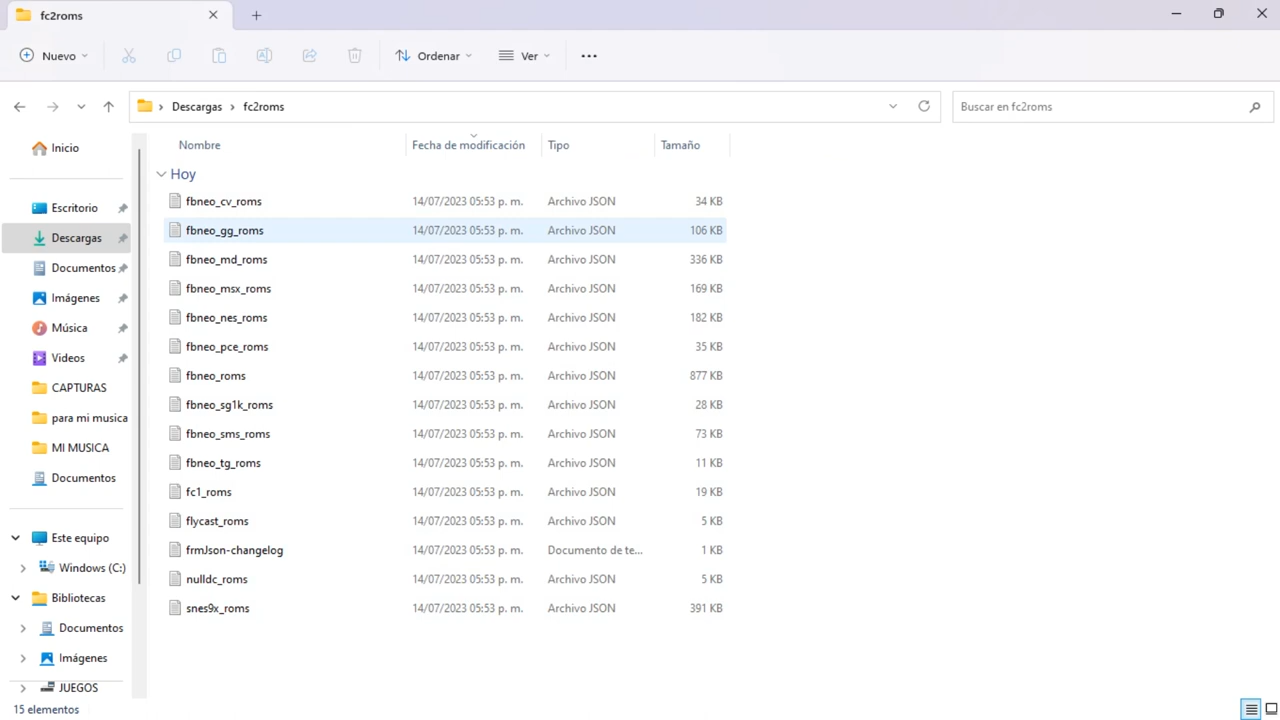 fc2roms
Nuevo
Ordenar
Ver
Descargas
fc2roms
Buscar en fc2roms
Inicio
Escritorio
Descargas
Documentos
Imágenes
Música
Videos
CAPTURAS
para mi musica
MI MUSICA
Documentos
Este equipo
Windows (C:)
Bibliotecas
Documentos
Imágenes
JUEGOS
Nombre Fecha de modificación Tipo Tamaño
Hoy
fbneo_cv_roms 14/07/2023 05:53 p. m. Archivo JSON 34 KB
fbneo_gg_roms 14/07/2023 05:53 p. m. Archivo JSON 106 KB
fbneo_md_roms 14/07/2023 05:53 p. m. Archivo JSON 336 KB
fbneo_msx_roms 14/07/2023 05:53 p. m. Archivo JSON 169 KB
fbneo_nes_roms 14/07/2023 05:53 p. m. Archivo JSON 182 KB
fbneo_pce_roms 14/07/2023 05:53 p. m. Archivo JSON 35 KB
fbneo_roms 14/07/2023 05:53 p. m. Archivo JSON 877 KB
fbneo_sg1k_roms 14/07/2023 05:53 p. m. Archivo JSON 28 KB
fbneo_sms_roms 14/07/2023 05:53 p. m. Archivo JSON 73 KB
fbneo_tg_roms 14/07/2023 05:53 p. m. Archivo JSON 11 KB
fc1_roms 14/07/2023 05:53 p. m. Archivo JSON 19 KB
flycast_roms 14/07/2023 05:53 p. m. Archivo JSON 5 KB
frmJson-changelog 14/07/2023 05:53 p. m. Documento de te... 1 KB
nulldc_roms 14/07/2023 05:53 p. m. Archivo JSON 5 KB
snes9x_roms 14/07/2023 05:53 p. m. Archivo JSON 391 KB
15 elementos